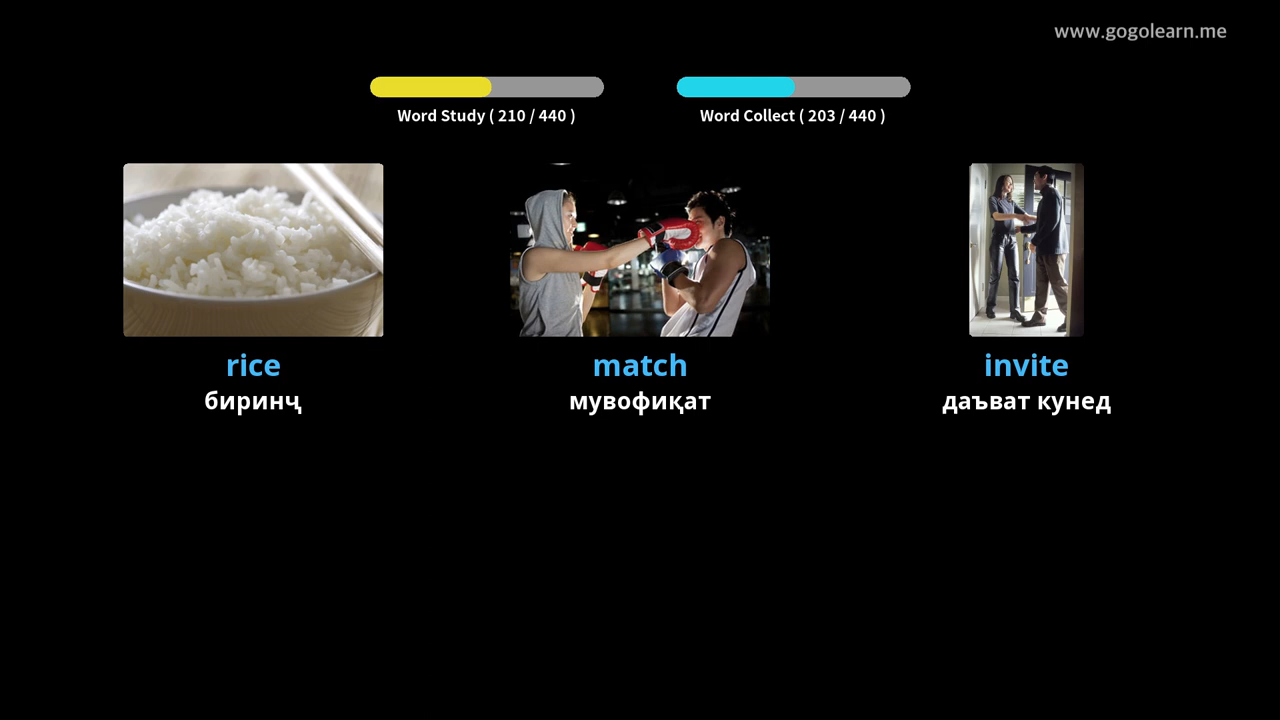 www.gogolearn.me
Word Study ( 210 / 440 )
Word Collect ( 203 / 440 )
rice
match
invite
биринҷ
мувофиқат
даъват кунед